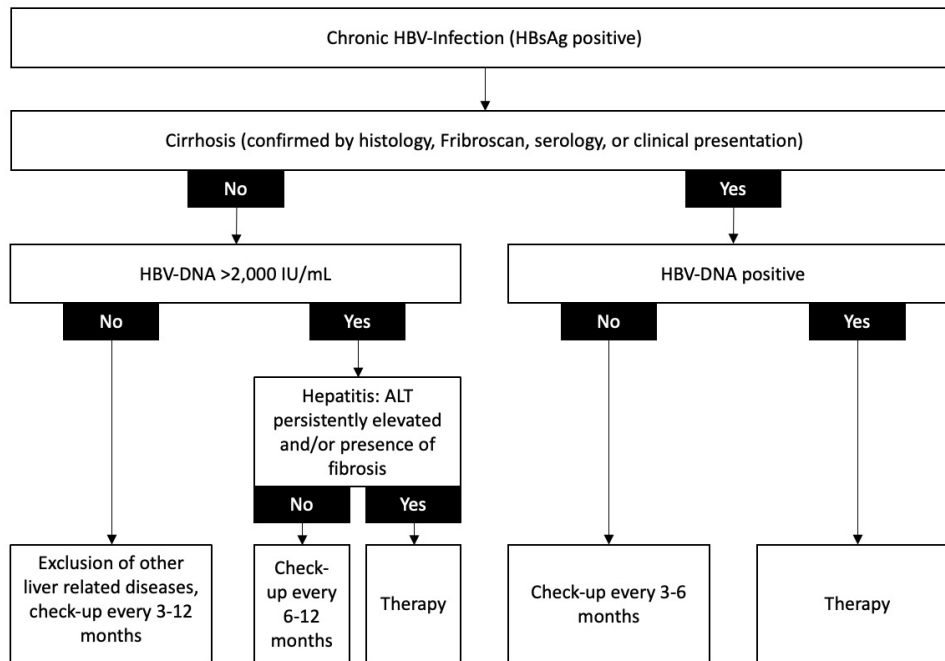 Chronic HBV-Infection (HBsAg positive)
Cirrhosis (confirmed by histology, Fribroscan, serology, or clinical presentation)
No
Yes
HBV-DNA >2,000 IU/mL
HBV-DNA positive
No
Yes
No
Yes
Hepatitis: ALT
persistently elevated
and/or presence of
fibrosis
No
Yes
Exclusion of other
liver related diseases,
check-up every 3-12
months
Check-
up every
6-12
months
Therapy
Check-up every 3-6
months
Therapy